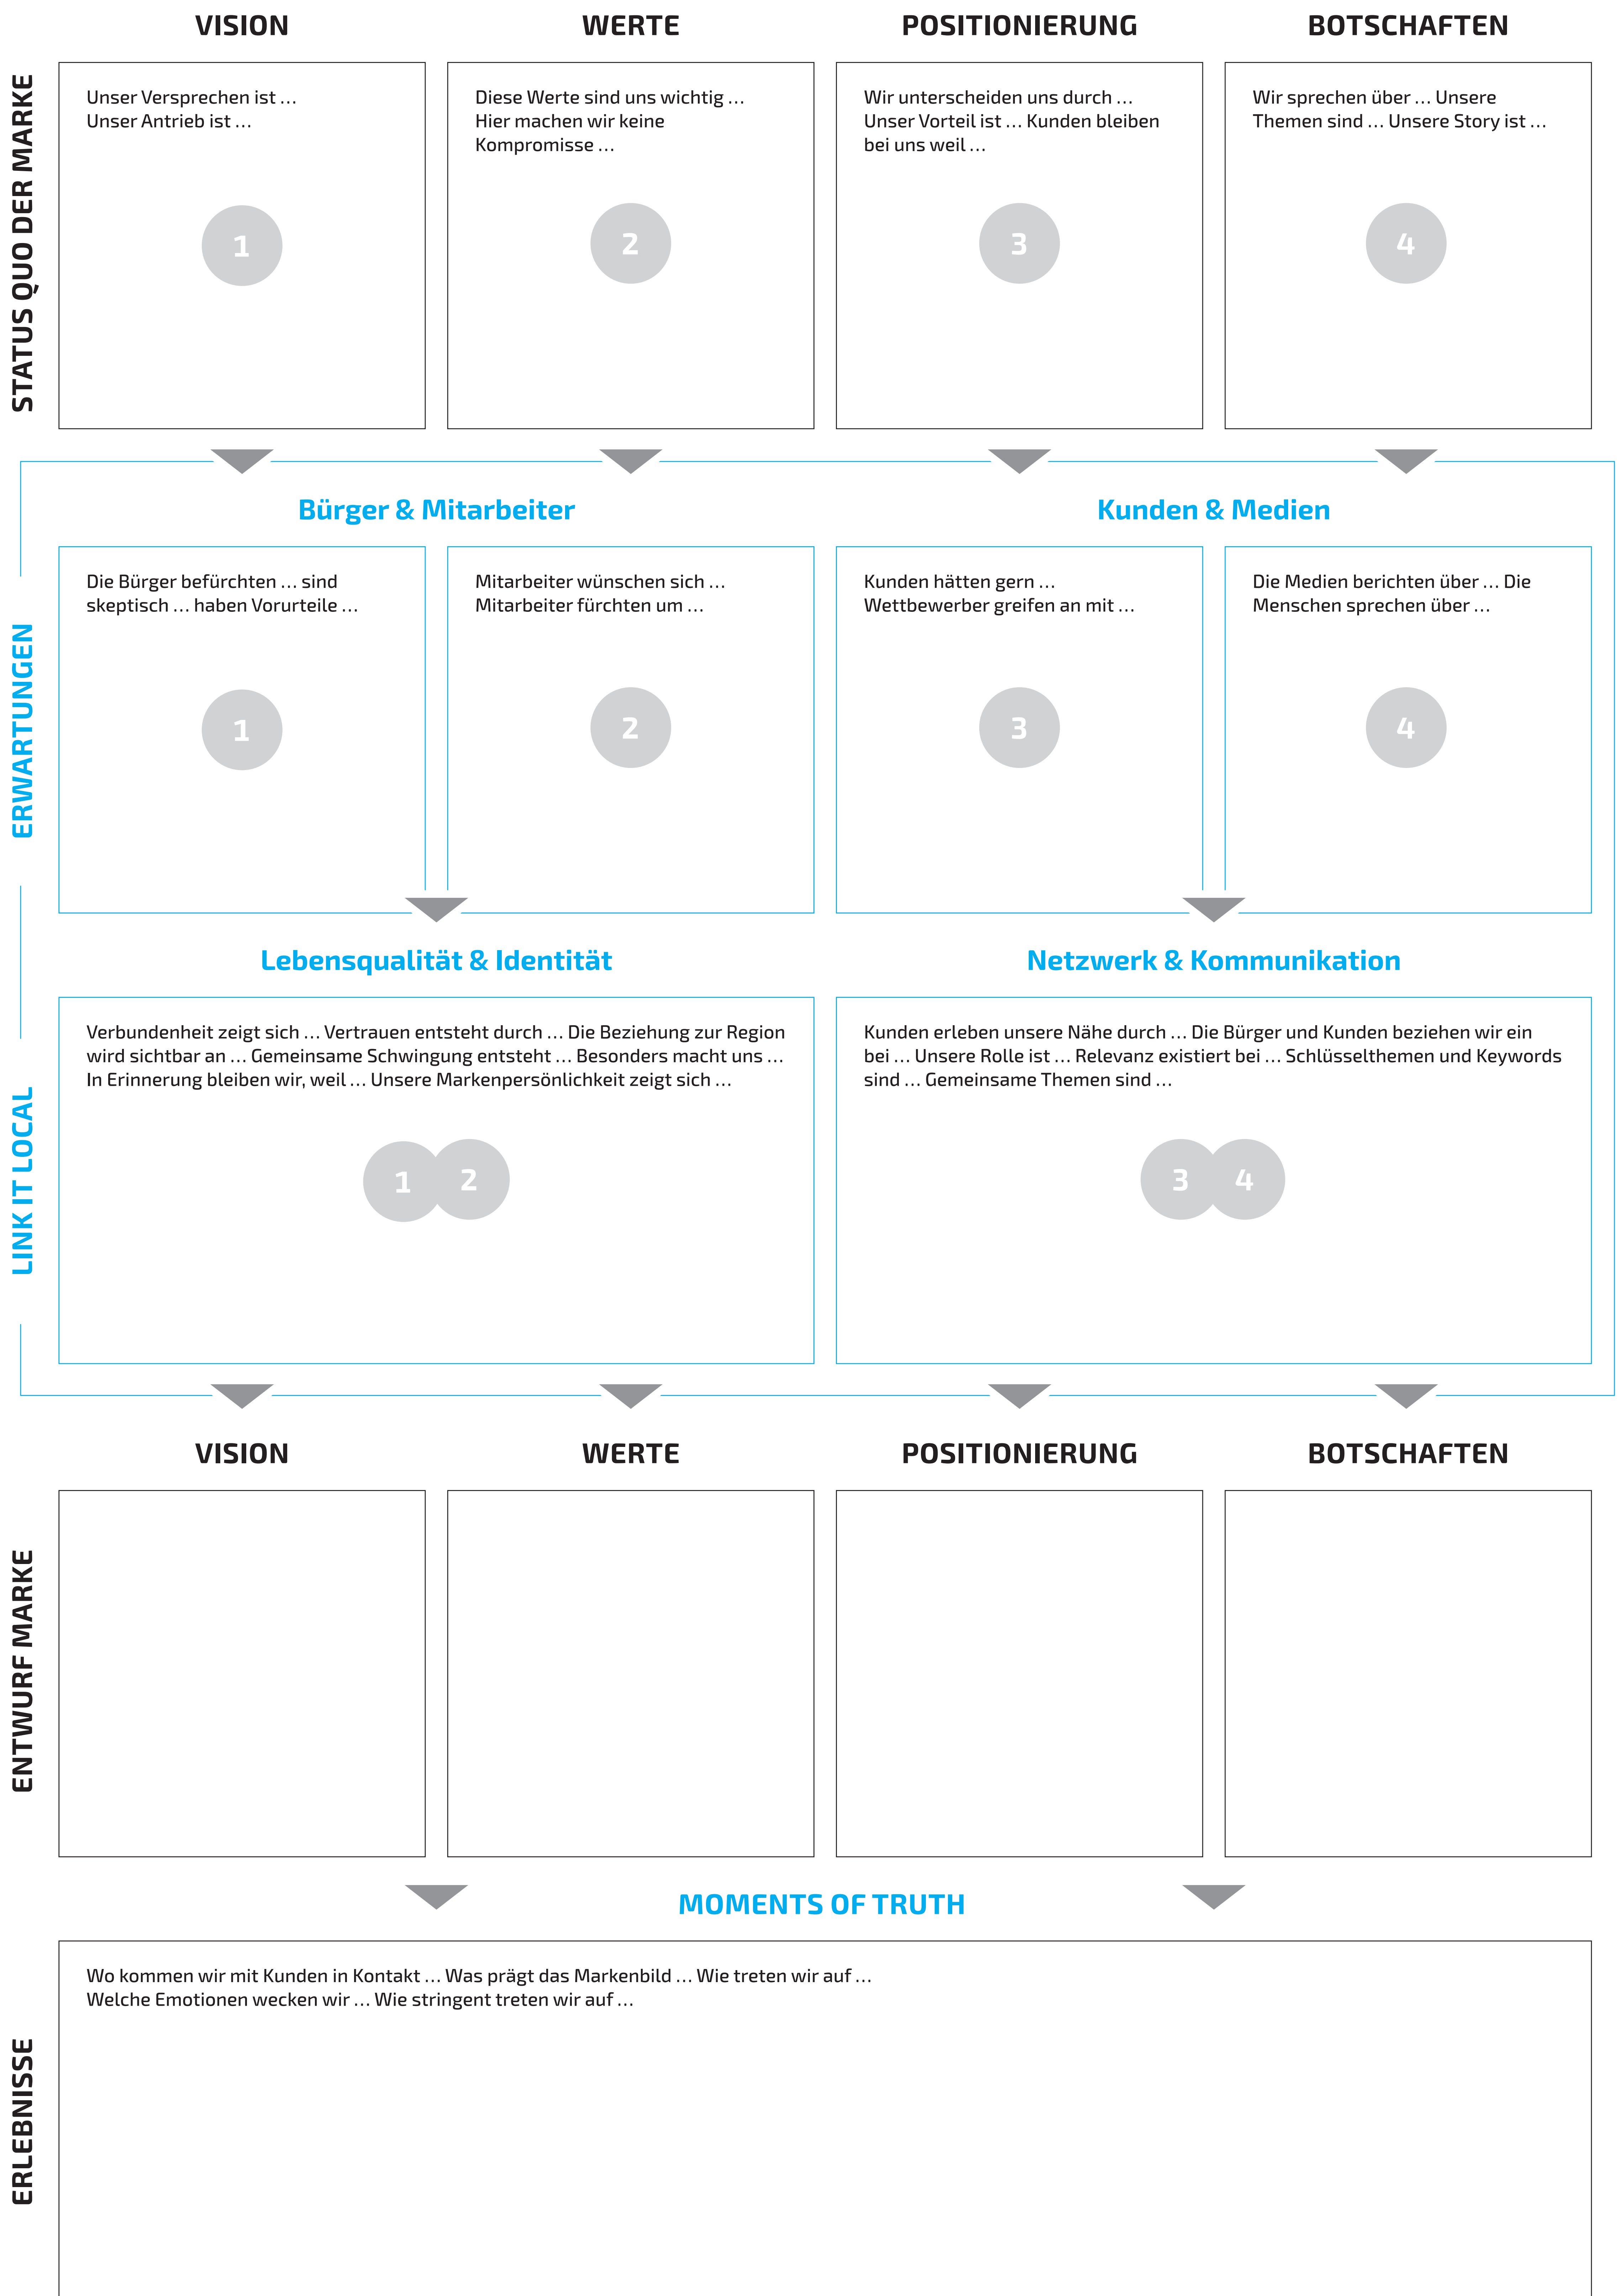 VISION
WERTE
POSITIONIERUNG
BOTSCHAFTEN
STATUS QUO DER MARKE
Unser Versprechen ist …
Unser Antrieb ist …
1
Diese Werte sind uns wichtig …
Hier machen wir keine
Kompromisse …
2
Wir unterscheiden uns durch …
Unser Vorteil ist … Kunden bleiben
bei uns weil …
3
Wir sprechen über … Unsere
Themen sind … Unsere Story ist …
4
Bürger & Mitarbeiter
Kunden & Medien
ERWARTUNGEN
Die Bürger befürchten … sind
skeptisch … haben Vorurteile …
1
Mitarbeiter wünschen sich …
Mitarbeiter fürchten um …
2
Kunden hätten gern …
Wettbewerber greifen an mit …
3
Die Medien berichten über … Die
Menschen sprechen über …
4
Lebensqualität & Identität
Netzwerk & Kommunikation
LINK IT LOCAL
Verbundenheit zeigt sich … Vertrauen entsteht durch … Die Beziehung zur Region
wird sichtbar an … Gemeinsame Schwingung entsteht … Besonders macht uns …
In Erinnerung bleiben wir, weil … Unsere Markenpersönlichkeit zeigt sich …
1 2
Kunden erleben unsere Nähe durch … Die Bürger und Kunden beziehen wir ein
bei … Unsere Rolle ist … Relevanz existiert bei … Schlüsselthemen und Keywords
sind … Gemeinsame Themen sind …
3 4
VISION
WERTE
POSITIONIERUNG
BOTSCHAFTEN
ENTWURF MARKE
MOMENTS OF TRUTH
ERLEBNISSE
Wo kommen wir mit Kunden in Kontakt … Was prägt das Markenbild … Wie treten wir auf …
Welche Emotionen wecken wir … Wie stringent treten wir auf …